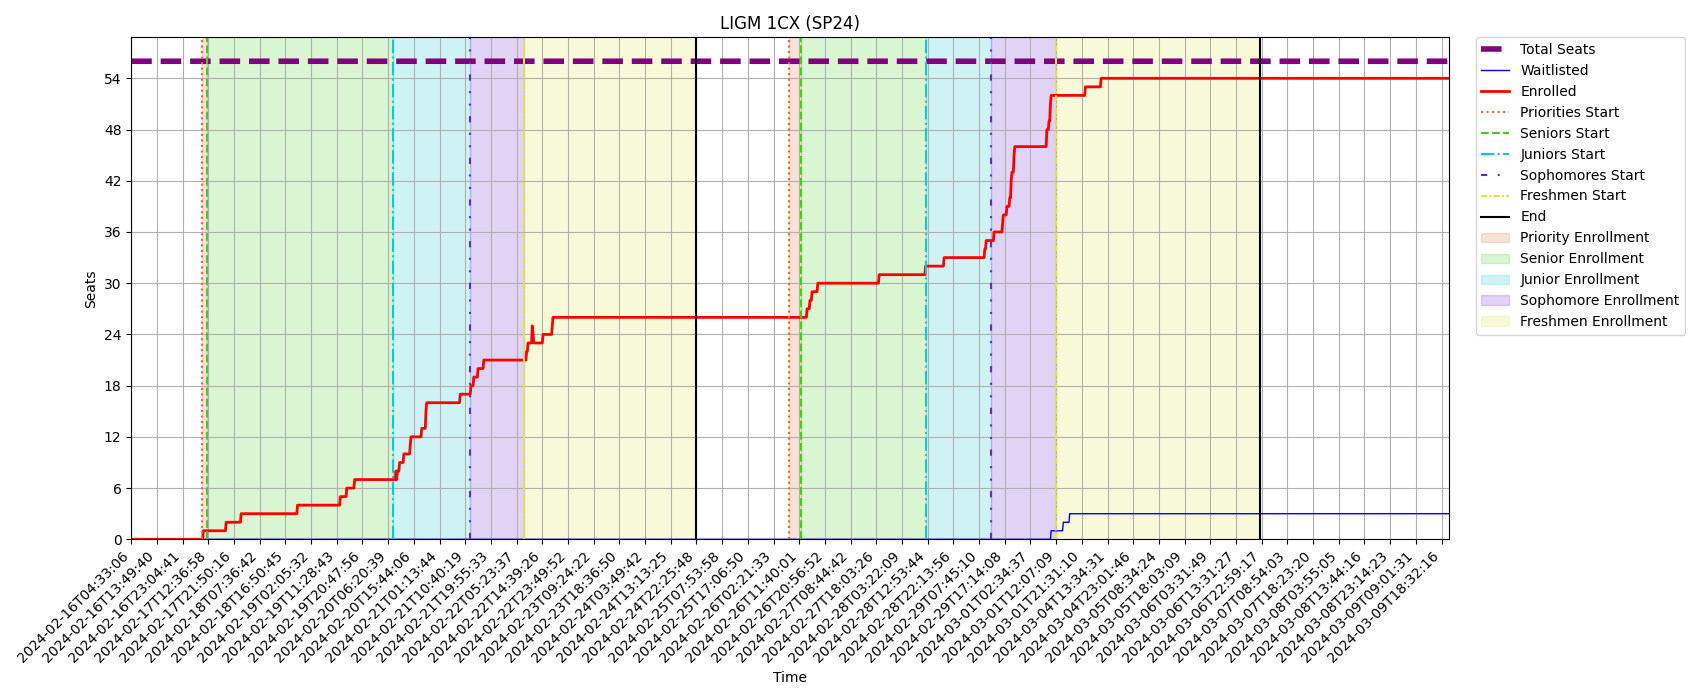 LIGM 1CX (SP24)
Total Seats
Waitlisted
Enrolled
Priorities Start
Seniors Start
Juniors Start
Sophomores Start
Freshmen Start
End
Priority Enrollment
Senior Enrollment
Junior Enrollment
Sophomore Enrollment
Freshmen Enrollment
Seats
54
48
42
36
30
24
18
12
6
0
2024-02-16T04:33:06
2024-02-16T13:49:40
2024-02-16T23:04:41
2024-02-17T12:36:58
2024-02-17T21:50:16
2024-02-18T07:36:42
2024-02-18T16:50:45
2024-02-19T02:05:32
2024-02-19T11:28:43
2024-02-19T20:47:56
2024-02-20T06:20:39
2024-02-20T15:44:06
2024-02-21T01:13:44
2024-02-21T10:40:19
2024-02-21T19:55:33
2024-02-22T05:23:37
2024-02-22T14:39:26
2024-02-22T23:49:52
2024-02-23T09:24:22
2024-02-23T18:36:50
2024-02-24T03:49:42
2024-02-24T13:13:25
2024-02-24T22:25:48
2024-02-25T07:53:58
2024-02-25T17:06:50
2024-02-26T02:21:33
2024-02-26T11:40:01
2024-02-26T20:56:52
2024-02-27T08:44:42
2024-02-27T18:03:26
2024-02-28T03:22:09
2024-02-28T12:53:44
2024-02-28T22:13:56
2024-02-29T07:45:10
2024-02-29T17:14:08
2024-03-01T02:34:37
2024-03-01T12:07:09
2024-03-01T21:31:10
2024-03-04T13:34:31
2024-03-04T23:01:46
2024-03-05T08:34:24
2024-03-05T18:03:09
2024-03-06T03:31:49
2024-03-06T13:31:27
2024-03-06T22:59:17
2024-03-07T08:54:03
2024-03-07T18:23:20
2024-03-08T03:55:05
2024-03-08T13:44:16
2024-03-08T23:14:23
2024-03-09T09:01:31
2024-03-09T18:32:16
Time